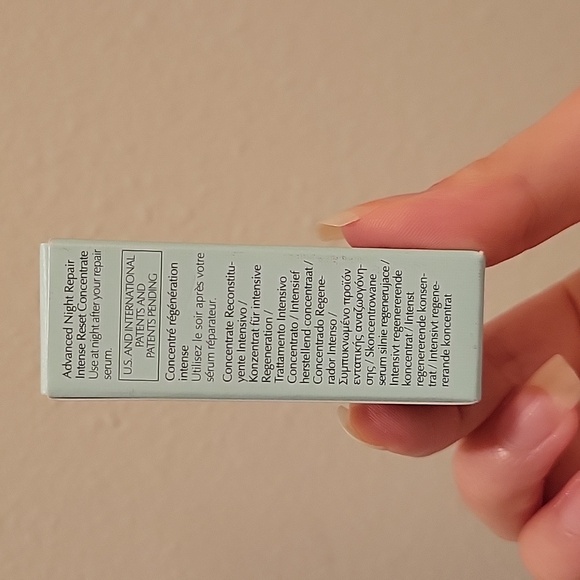 Advanced Night Repair
Intense Reset Concentrate
Use at night after your repair
serum.
U.S. AND INTERNATIONAL
PATENTS AND
PATENTS PENDING
Concentré régénération
intense
Utilisez le soir après votre
sérum réparateur.
Concentrate Reconstitu-
yente Intensivo /
Konzentrat für intensive
Regeneration /
Trattamento Intensivo
Concentrato / Intensief
herstellend concentraat /
Concentrado Regene-
rador Intenso /
Συμπυκνωμένο προϊόν
εντατικής αναζωογόνη-
σης / Skoncentrowane
serum silnie regenerujące /
Intensivt regenererende
koncentrat / Intenst
regenererende konsen-
trat / Intensivt regene-
rerande koncentrat